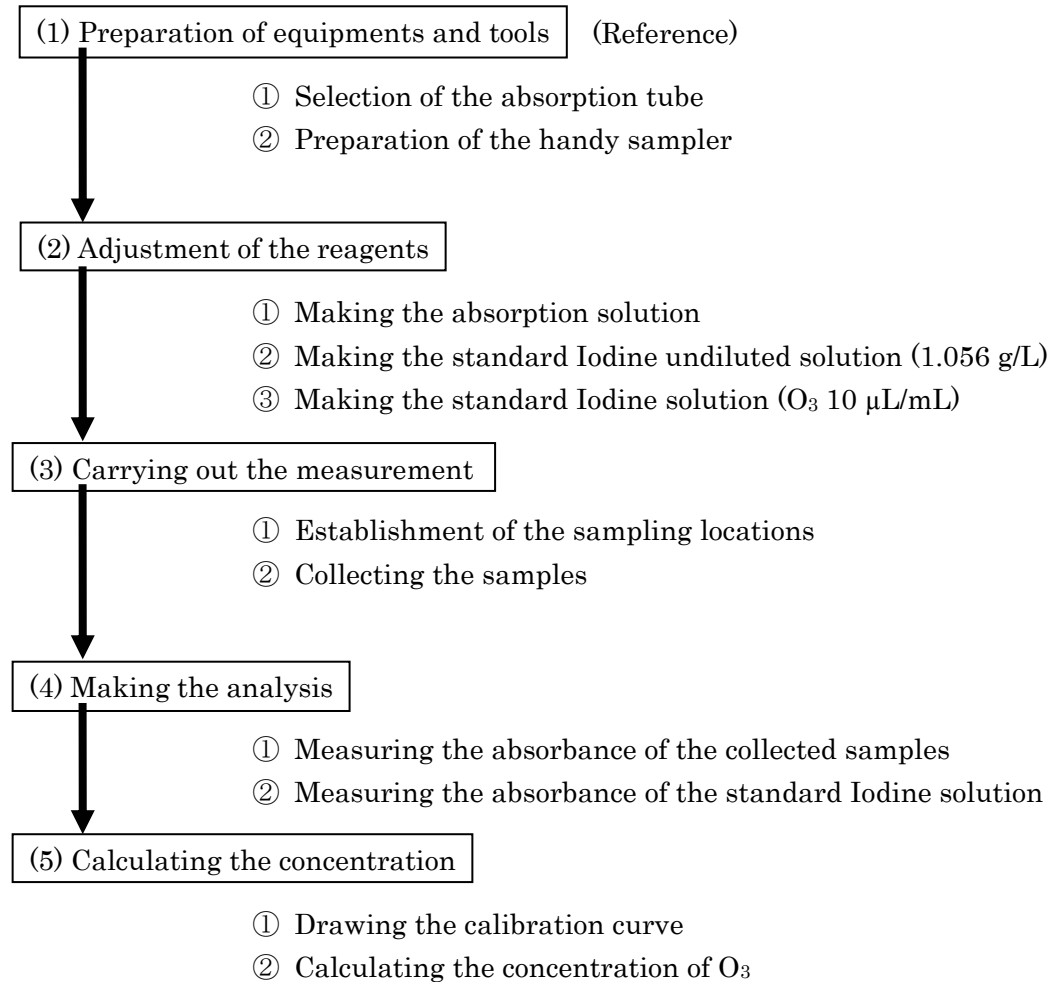 (1) Preparation of equipments and tools (Reference)
① Selection of the absorption tube
② Preparation of the handy sampler
(2) Adjustment of the reagents
① Making the absorption solution
② Making the standard Iodine undiluted solution (1.056 g/L)
③ Making the standard Iodine solution (O₃ 10 μL/mL)
(3) Carrying out the measurement
① Establishment of the sampling locations
② Collecting the samples
(4) Making the analysis
① Measuring the absorbance of the collected samples
② Measuring the absorbance of the standard Iodine solution
(5) Calculating the concentration
① Drawing the calibration curve
② Calculating the concentration of O₃